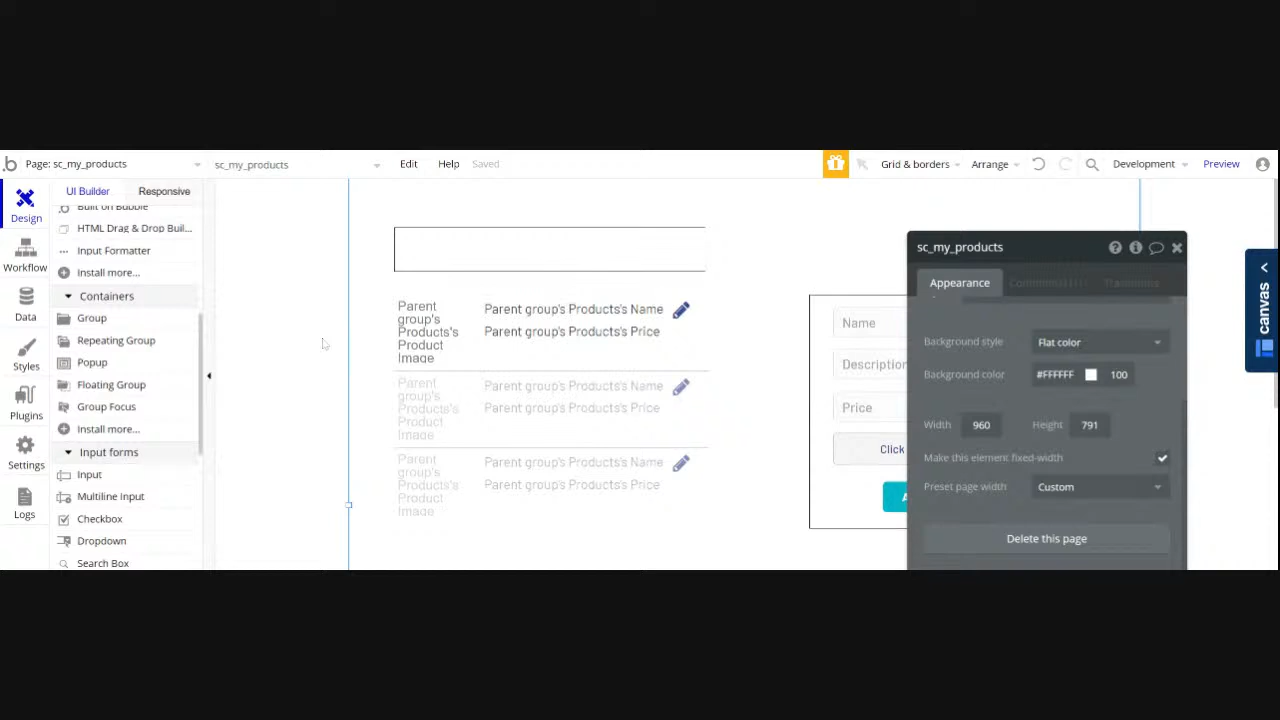 .b Page: sc_my_products sc_my_products Edit Help Saved Grid & borders Arrange Development Preview
UI Builder Responsive
Design
Workflow
Data
Styles
Plugins
Settings
Logs
Built on Bubble
HTML Drag & Drop Buil...
Input Formatter
Install more...
Containers
Group
Repeating Group
Popup
Floating Group
Group Focus
Install more...
Input forms
Input
Multiline Input
Checkbox
Dropdown
Search Box
Parent
group's
Products's
Product
Image
Parent group's Products's Name
Parent group's Products's Price
Parent
group's
Products's
Product
Image
Parent group's Products's Name
Parent group's Products's Price
Parent
group's
Products's
Product
Image
Parent group's Products's Name
Parent group's Products's Price
Name
Description
Price
Click
sc_my_products
Appearance
Background style Flat color
Background color #FFFFFF 100
Width 960 Height 791
Make this element fixed-width
Preset page width Custom
Delete this page
canvas